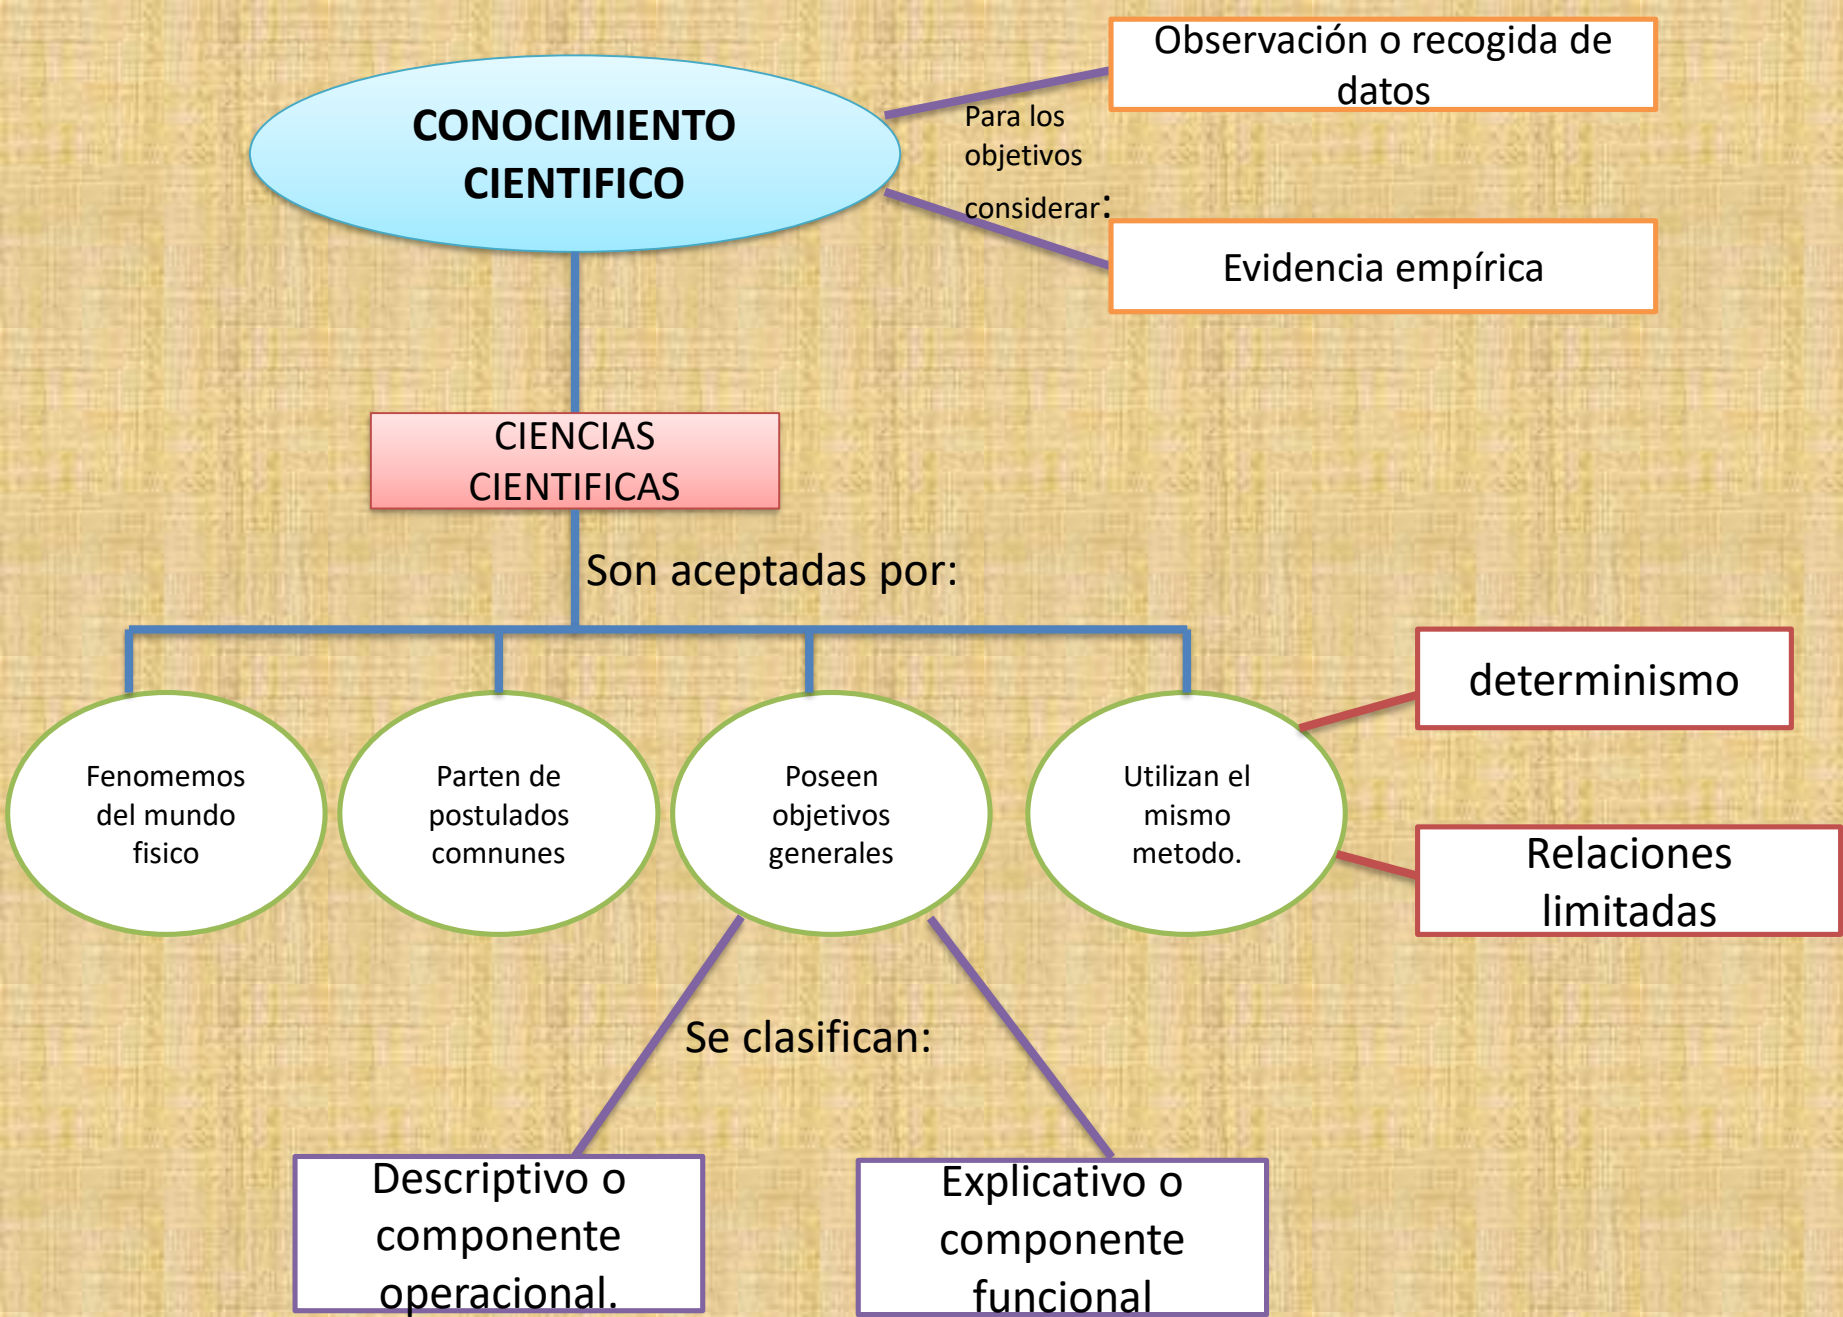 Observación o recogida de
datos
CONOCIMIENTO
CIENTIFICO
Para los
objetivos
considerar:
Evidencia empírica
CIENCIAS
CIENTIFICAS
Son aceptadas por:
determinismo
Fenomemos
del mundo
fisico
Parten de
postulados
comnunes
Poseen
objetivos
generales
Utilizan el
mismo
metodo.
Relaciones
limitadas
Se clasifican:
Descriptivo o
componente
operacional.
Explicativo o
componente
funcional